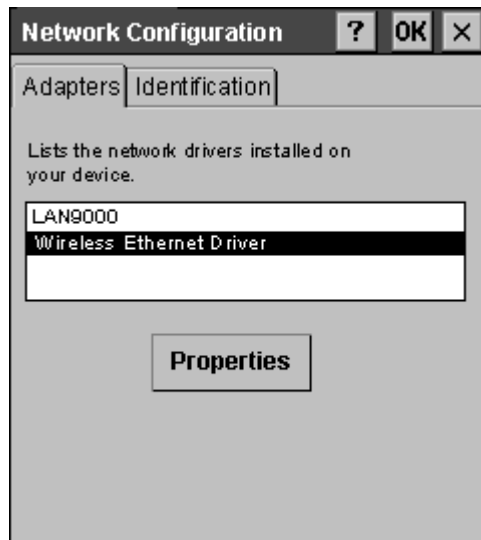 Network Configuration ? OK ×
Adapters Identification
Lists the network drivers installed on
your device.
LAN9000
Wireless Ethernet Driver
Properties